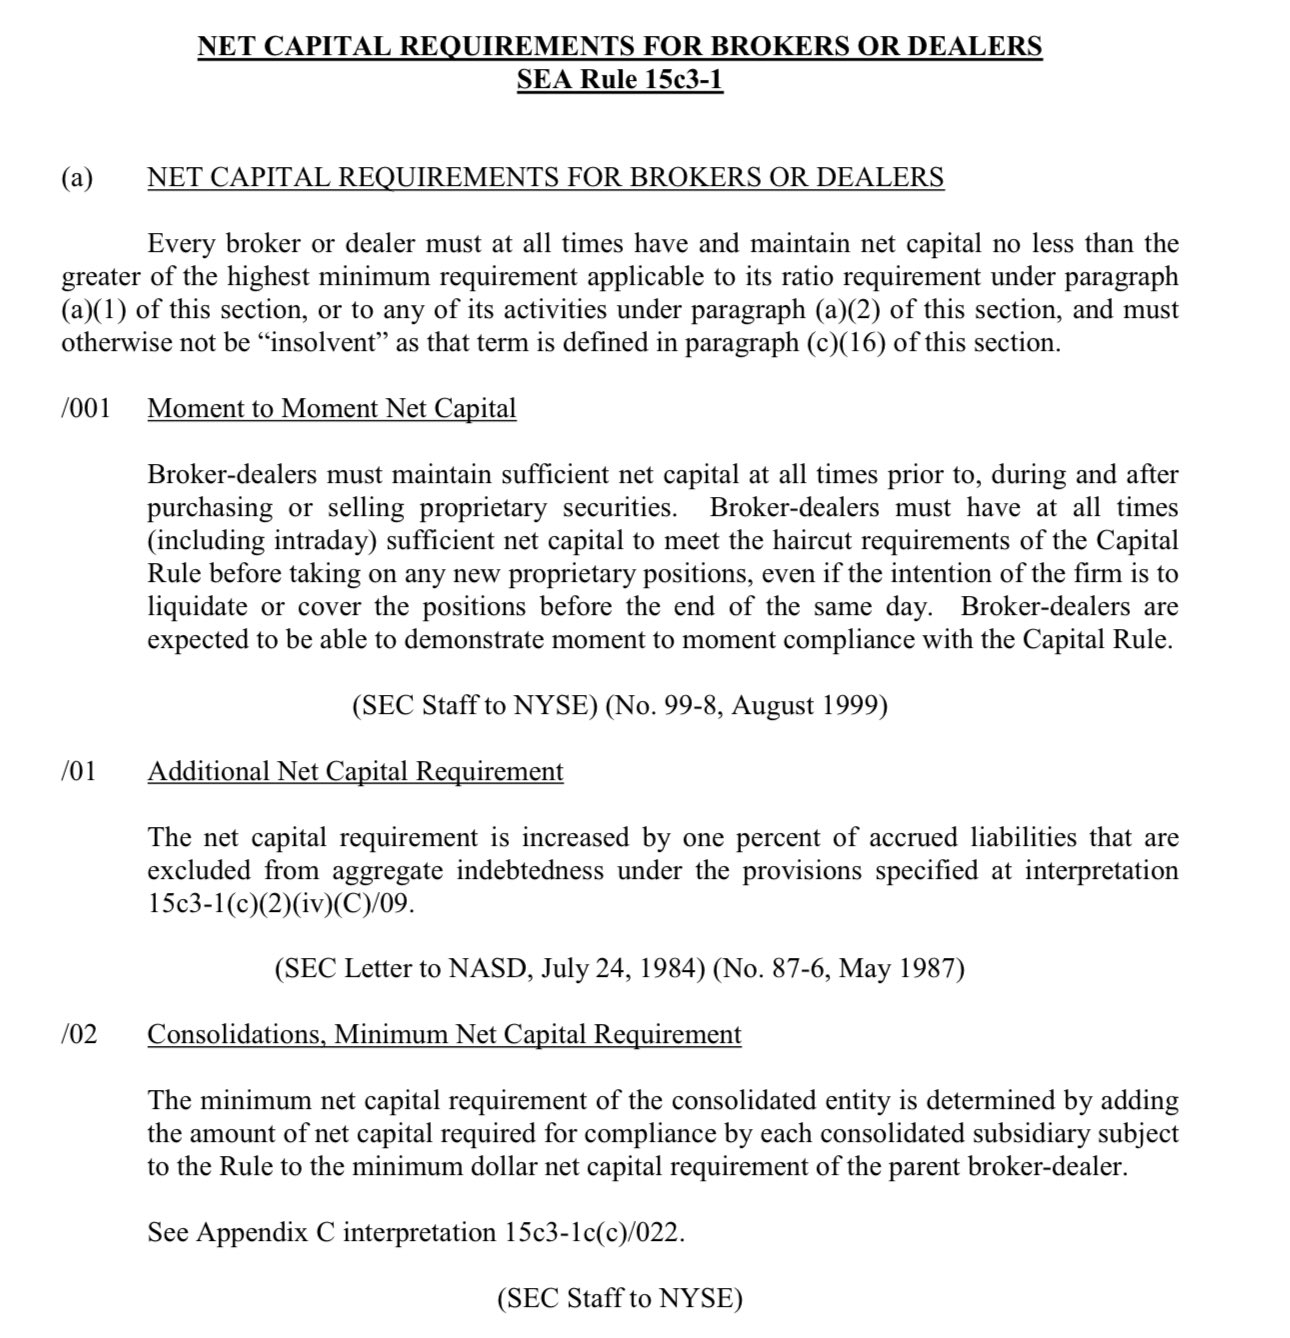 NET CAPITAL REQUIREMENTS FOR BROKERS OR DEALERS
SEA Rule 15c3-1
(a) NET CAPITAL REQUIREMENTS FOR BROKERS OR DEALERS
Every broker or dealer must at all times have and maintain net capital no less than the
greater of the highest minimum requirement applicable to its ratio requirement under paragraph
(a)(1) of this section, or to any of its activities under paragraph (a)(2) of this section, and must
otherwise not be “insolvent” as that term is defined in paragraph (c)(16) of this section.
/001 Moment to Moment Net Capital
Broker-dealers must maintain sufficient net capital at all times prior to, during and after
purchasing or selling proprietary securities. Broker-dealers must have at all times
(including intraday) sufficient net capital to meet the haircut requirements of the Capital
Rule before taking on any new proprietary positions, even if the intention of the firm is to
liquidate or cover the positions before the end of the same day. Broker-dealers are
expected to be able to demonstrate moment to moment compliance with the Capital Rule.
(SEC Staff to NYSE) (No. 99-8, August 1999)
/01 Additional Net Capital Requirement
The net capital requirement is increased by one percent of accrued liabilities that are
excluded from aggregate indebtedness under the provisions specified at interpretation
15c3-1(c)(2)(iv)(C)/09.
(SEC Letter to NASD, July 24, 1984) (No. 87-6, May 1987)
/02 Consolidations, Minimum Net Capital Requirement
The minimum net capital requirement of the consolidated entity is determined by adding
the amount of net capital required for compliance by each consolidated subsidiary subject
to the Rule to the minimum dollar net capital requirement of the parent broker-dealer.
See Appendix C interpretation 15c3-1c(c)/022.
(SEC Staff to NYSE)